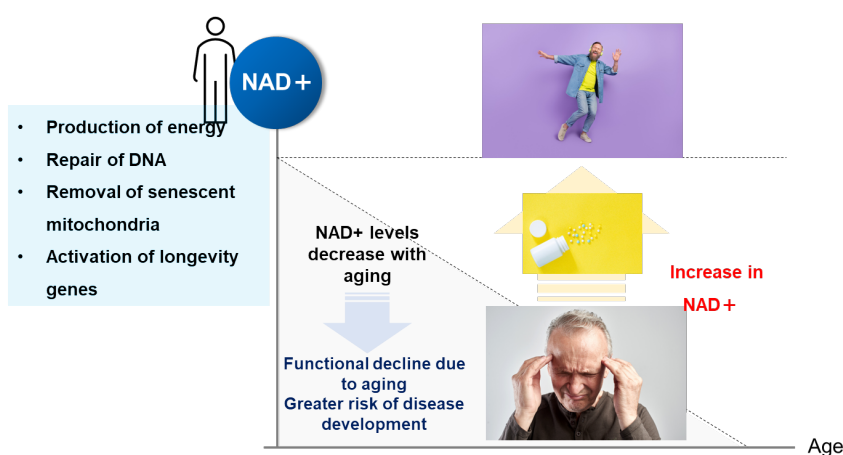 NAD+
• Production of energy
• Repair of DNA
• Removal of senescent
mitochondria
• Activation of longevity
genes
NAD+ levels
decrease with
aging
Functional decline due
to aging
Greater risk of disease
development
Increase in
NAD+
Age